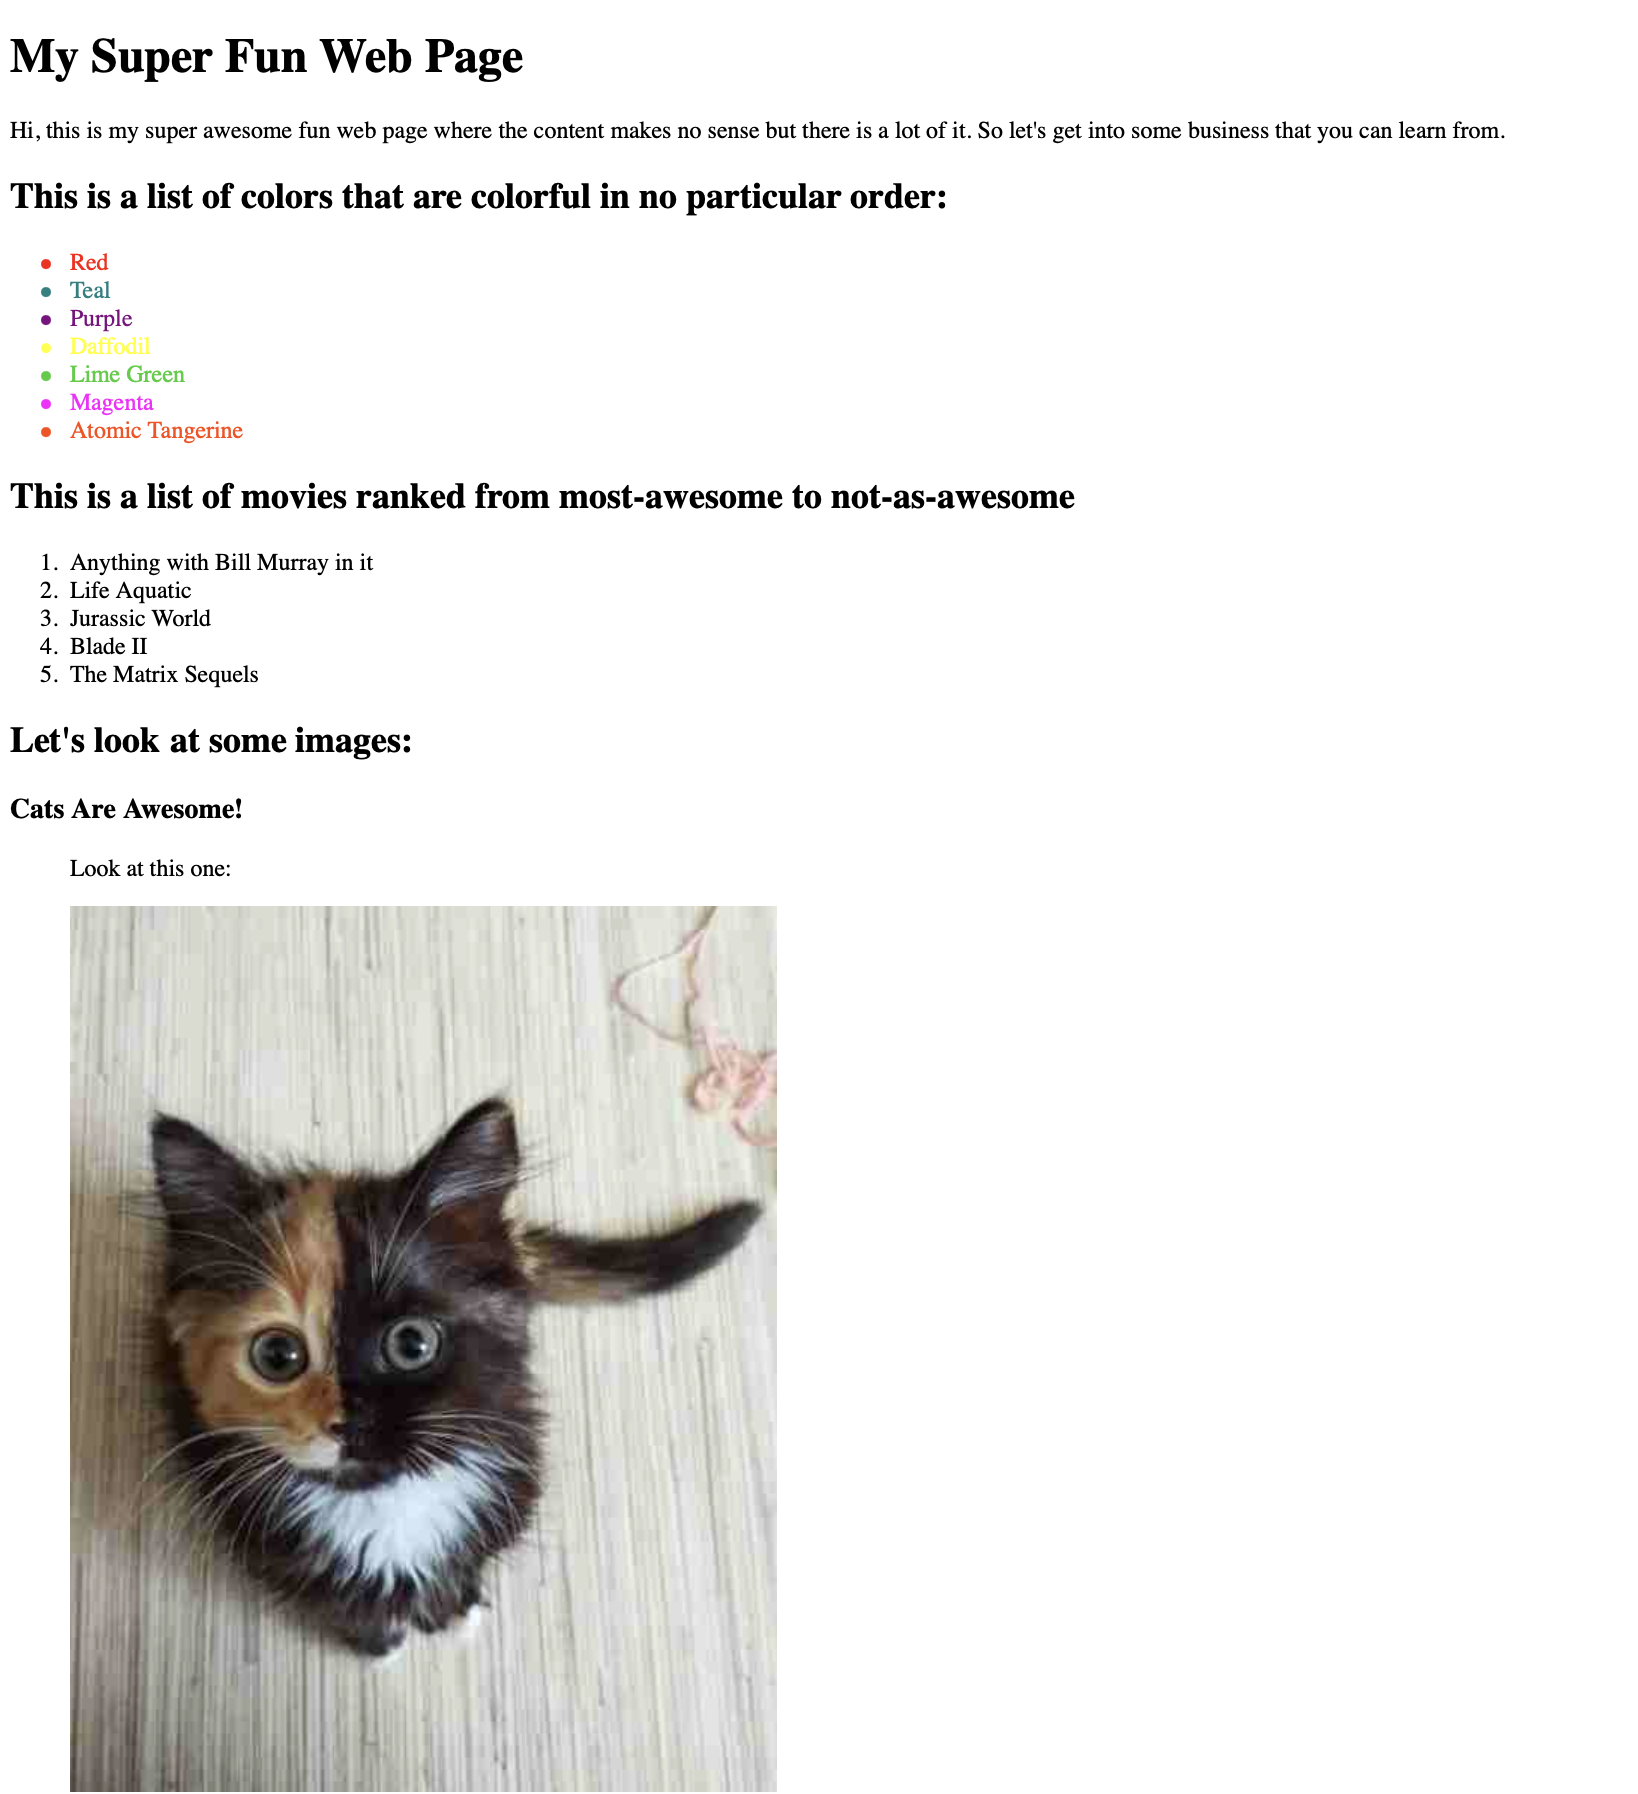 My Super Fun Web Page
Hi, this is my super awesome fun web page where the content makes no sense but there is a lot of it. So let's get into some business that you can learn from.
This is a list of colors that are colorful in no particular order:
• Red
• Teal
• Purple
• Daffodil
• Lime Green
• Magenta
• Atomic Tangerine
This is a list of movies ranked from most-awesome to not-as-awesome
1. Anything with Bill Murray in it
2. Life Aquatic
3. Jurassic World
4. Blade II
5. The Matrix Sequels
Let's look at some images:
Cats Are Awesome!
Look at this one: